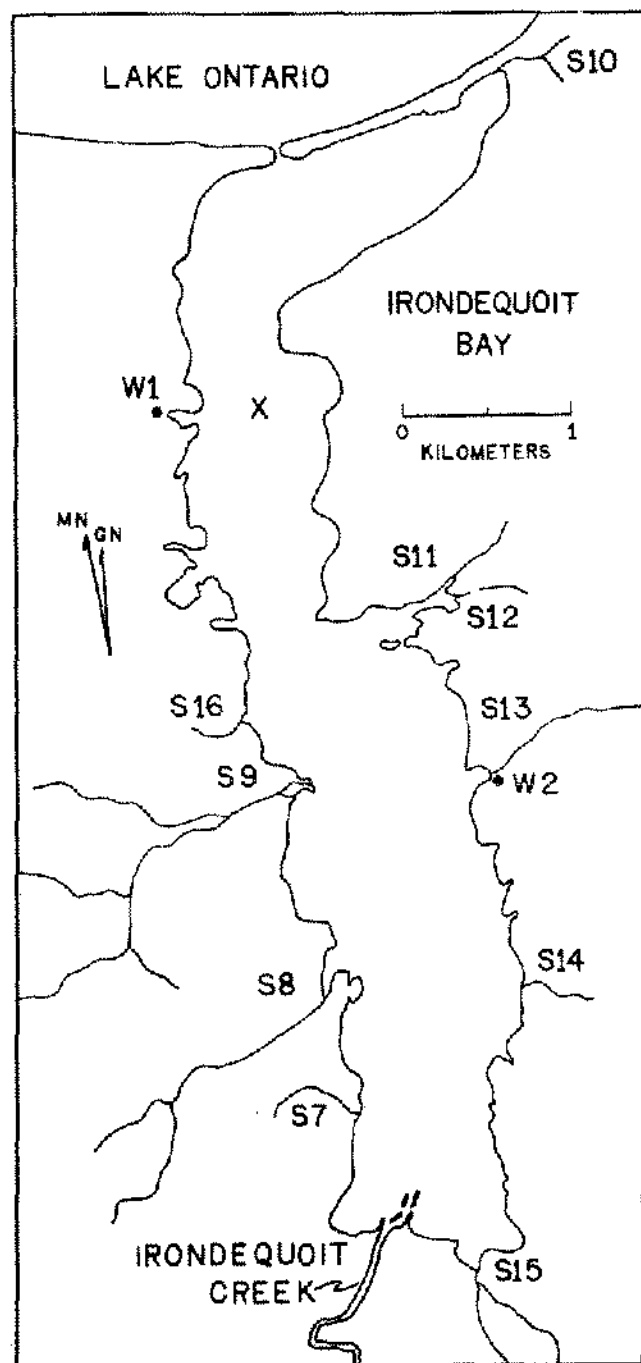 LAKE ONTARIO
S10
IRONDEQUOIT
BAY
W1
X
0 1
KILOMETERS
MN
GN
S11
S12
S16
S13
S9
W2
S8
S14
S7
IRONDEQUOIT
CREEK
S15